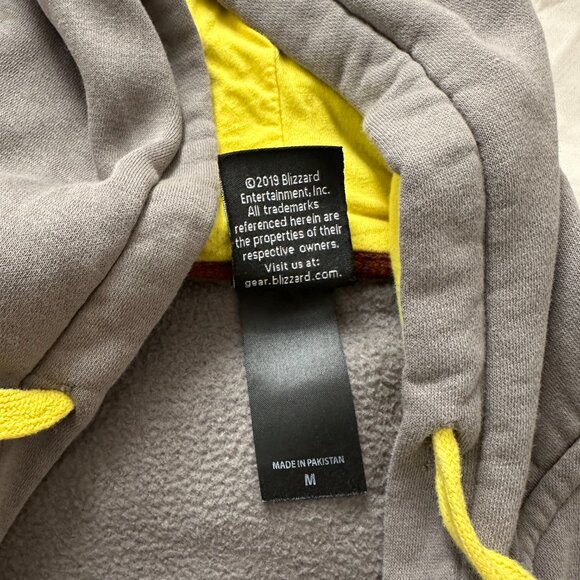 ©2019 Blizzard
Entertainment, Inc.
All trademarks
referenced herein are
the properties of their
respective owners.
Visit us at:
gear.blizzard.com.
MADE IN PAKISTAN
M